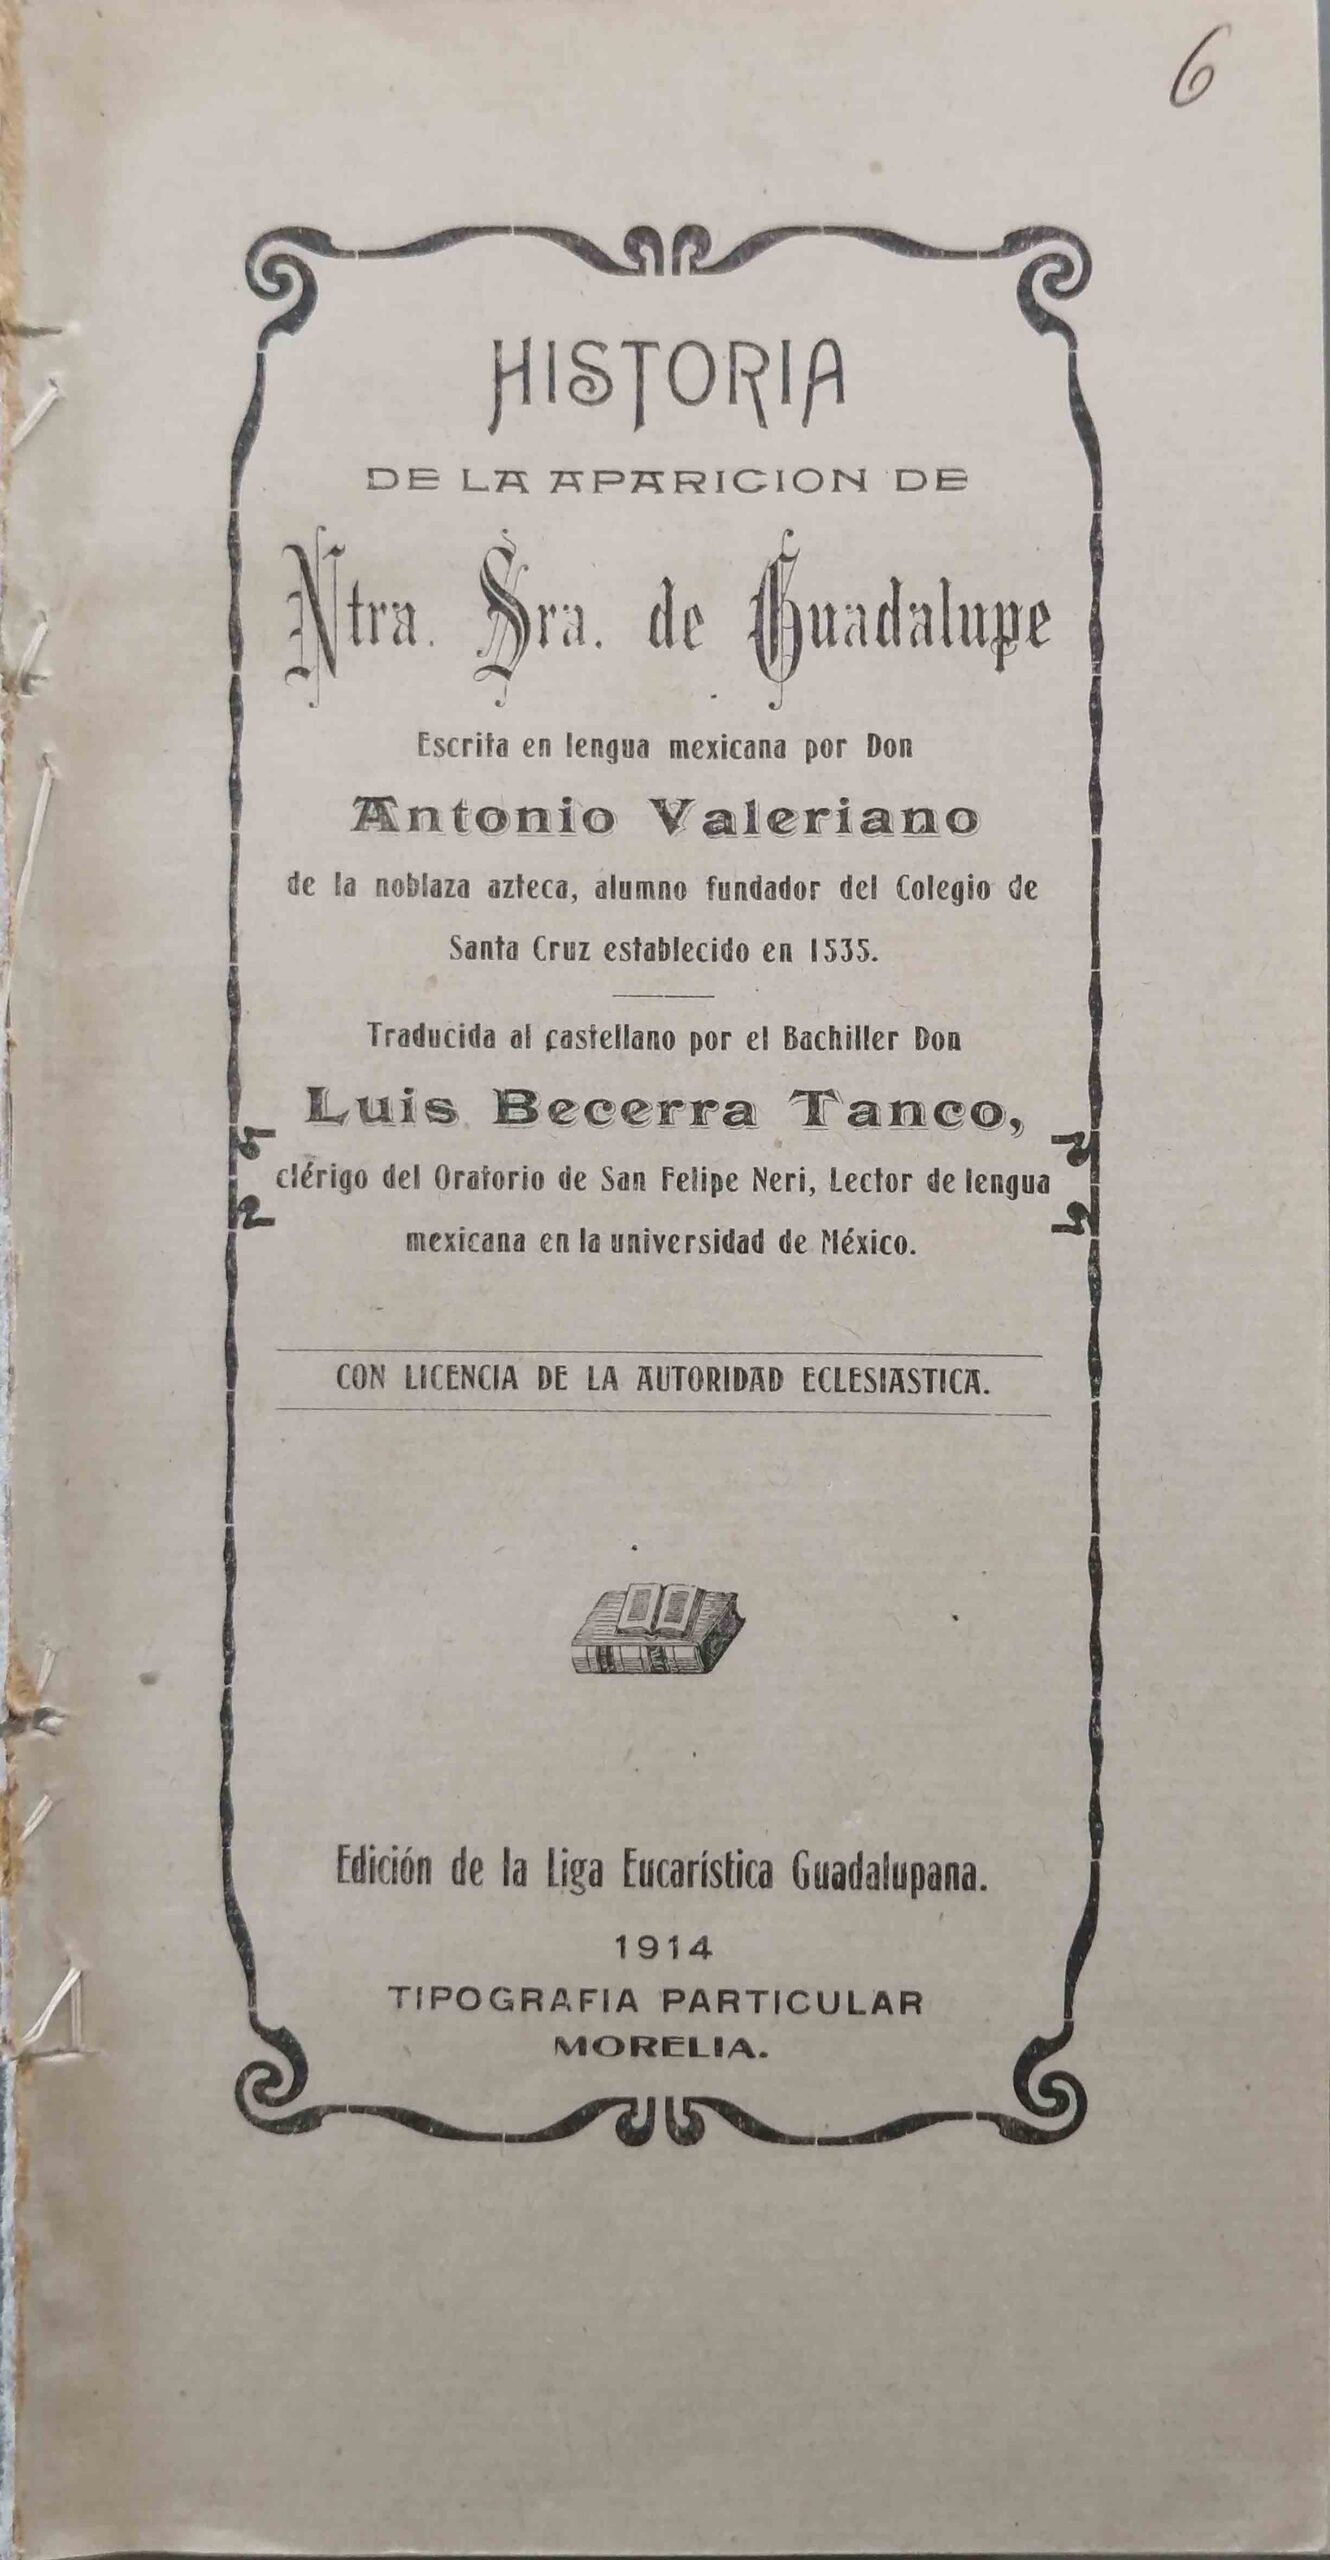 6
HISTORIA
DE LA APARICION DE
Ntra. Sra. de Guadalupe
Escrita en lengua mexicana por Don
Antonio Valeriano
de la noblaza azteca, alumno fundador del Colegio de
Santa Cruz establecido en 1535.
Traducida al castellano por el Bachiller Don
Luis Becerra Tanco,
clérigo del Oratorio de San Felipe Neri, Lector de lengua
mexicana en la universidad de México.
CON LICENCIA DE LA AUTORIDAD ECLESIASTICA.
Edición de la Liga Eucarística Guadalupana.
1914
TIPOGRAFIA PARTICULAR
MORELIA.